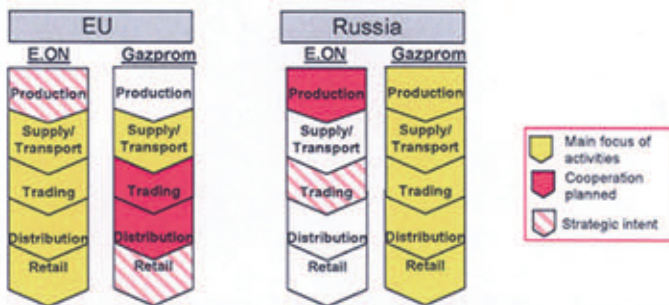 EU
Russia
E.ON
Gazprom
E.ON
Gazprom
Production
Production
Production
Production
Supply/
Transport
Supply/
Transport
Supply/
Transport
Supply/
Transport
Trading
Trading
Trading
Trading
Distribution
Distribution
Distribution
Distribution
Retail
Retail
Retail
Retail
Main focus of
activities
Cooperation
planned
Strategic intent